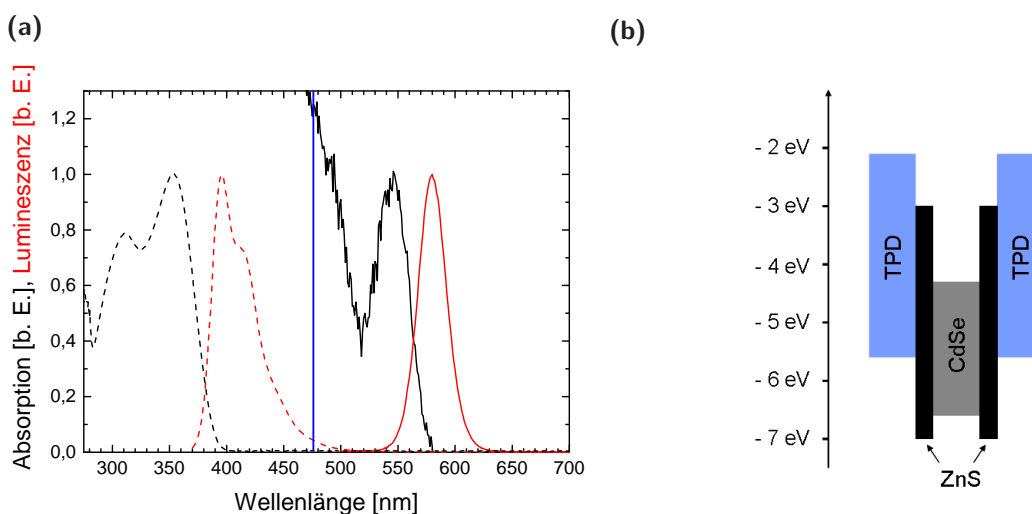 (a)
Absorption [b. E.], Lumineszenz [b. E.]
1,2
1,0
0,8
0,6
0,4
0,2
0,0
300 350 400 450 500 550 600 650 700
Wellenlänge [nm]
(b)
- 2 eV
- 3 eV
- 4 eV
- 5 eV
- 6 eV
- 7 eV
TPD
CdSe
TPD
ZnS